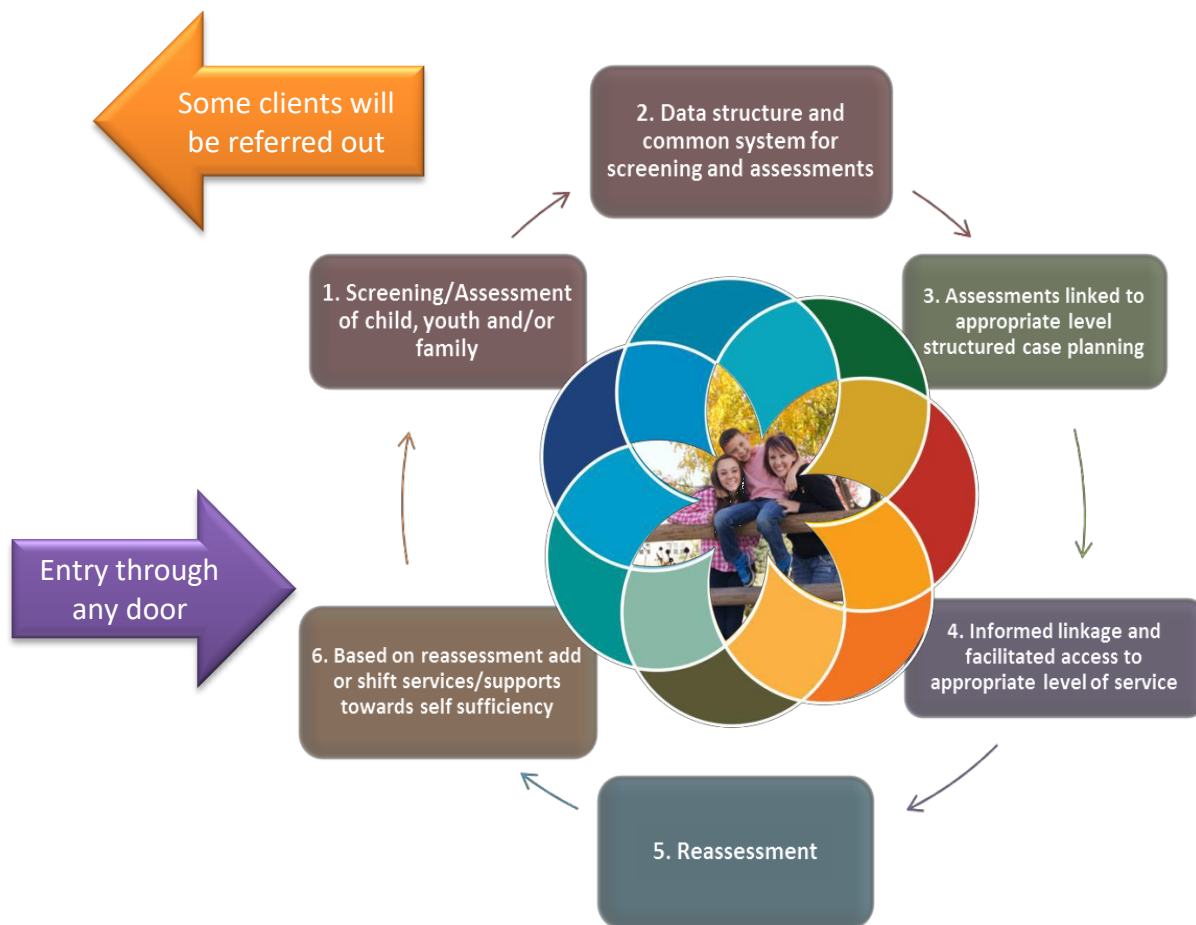 Some clients will
be referred out
2. Data structure and
common system for
screening and assessments
1. Screening/Assessment
of child, youth and/or
family
3. Assessments linked to
appropriate level
structured case planning
Entry through
any door
4. Informed linkage and
facilitated access to
appropriate level of service
6. Based on reassessment add
or shift services/supports
towards self sufficiency
5. Reassessment